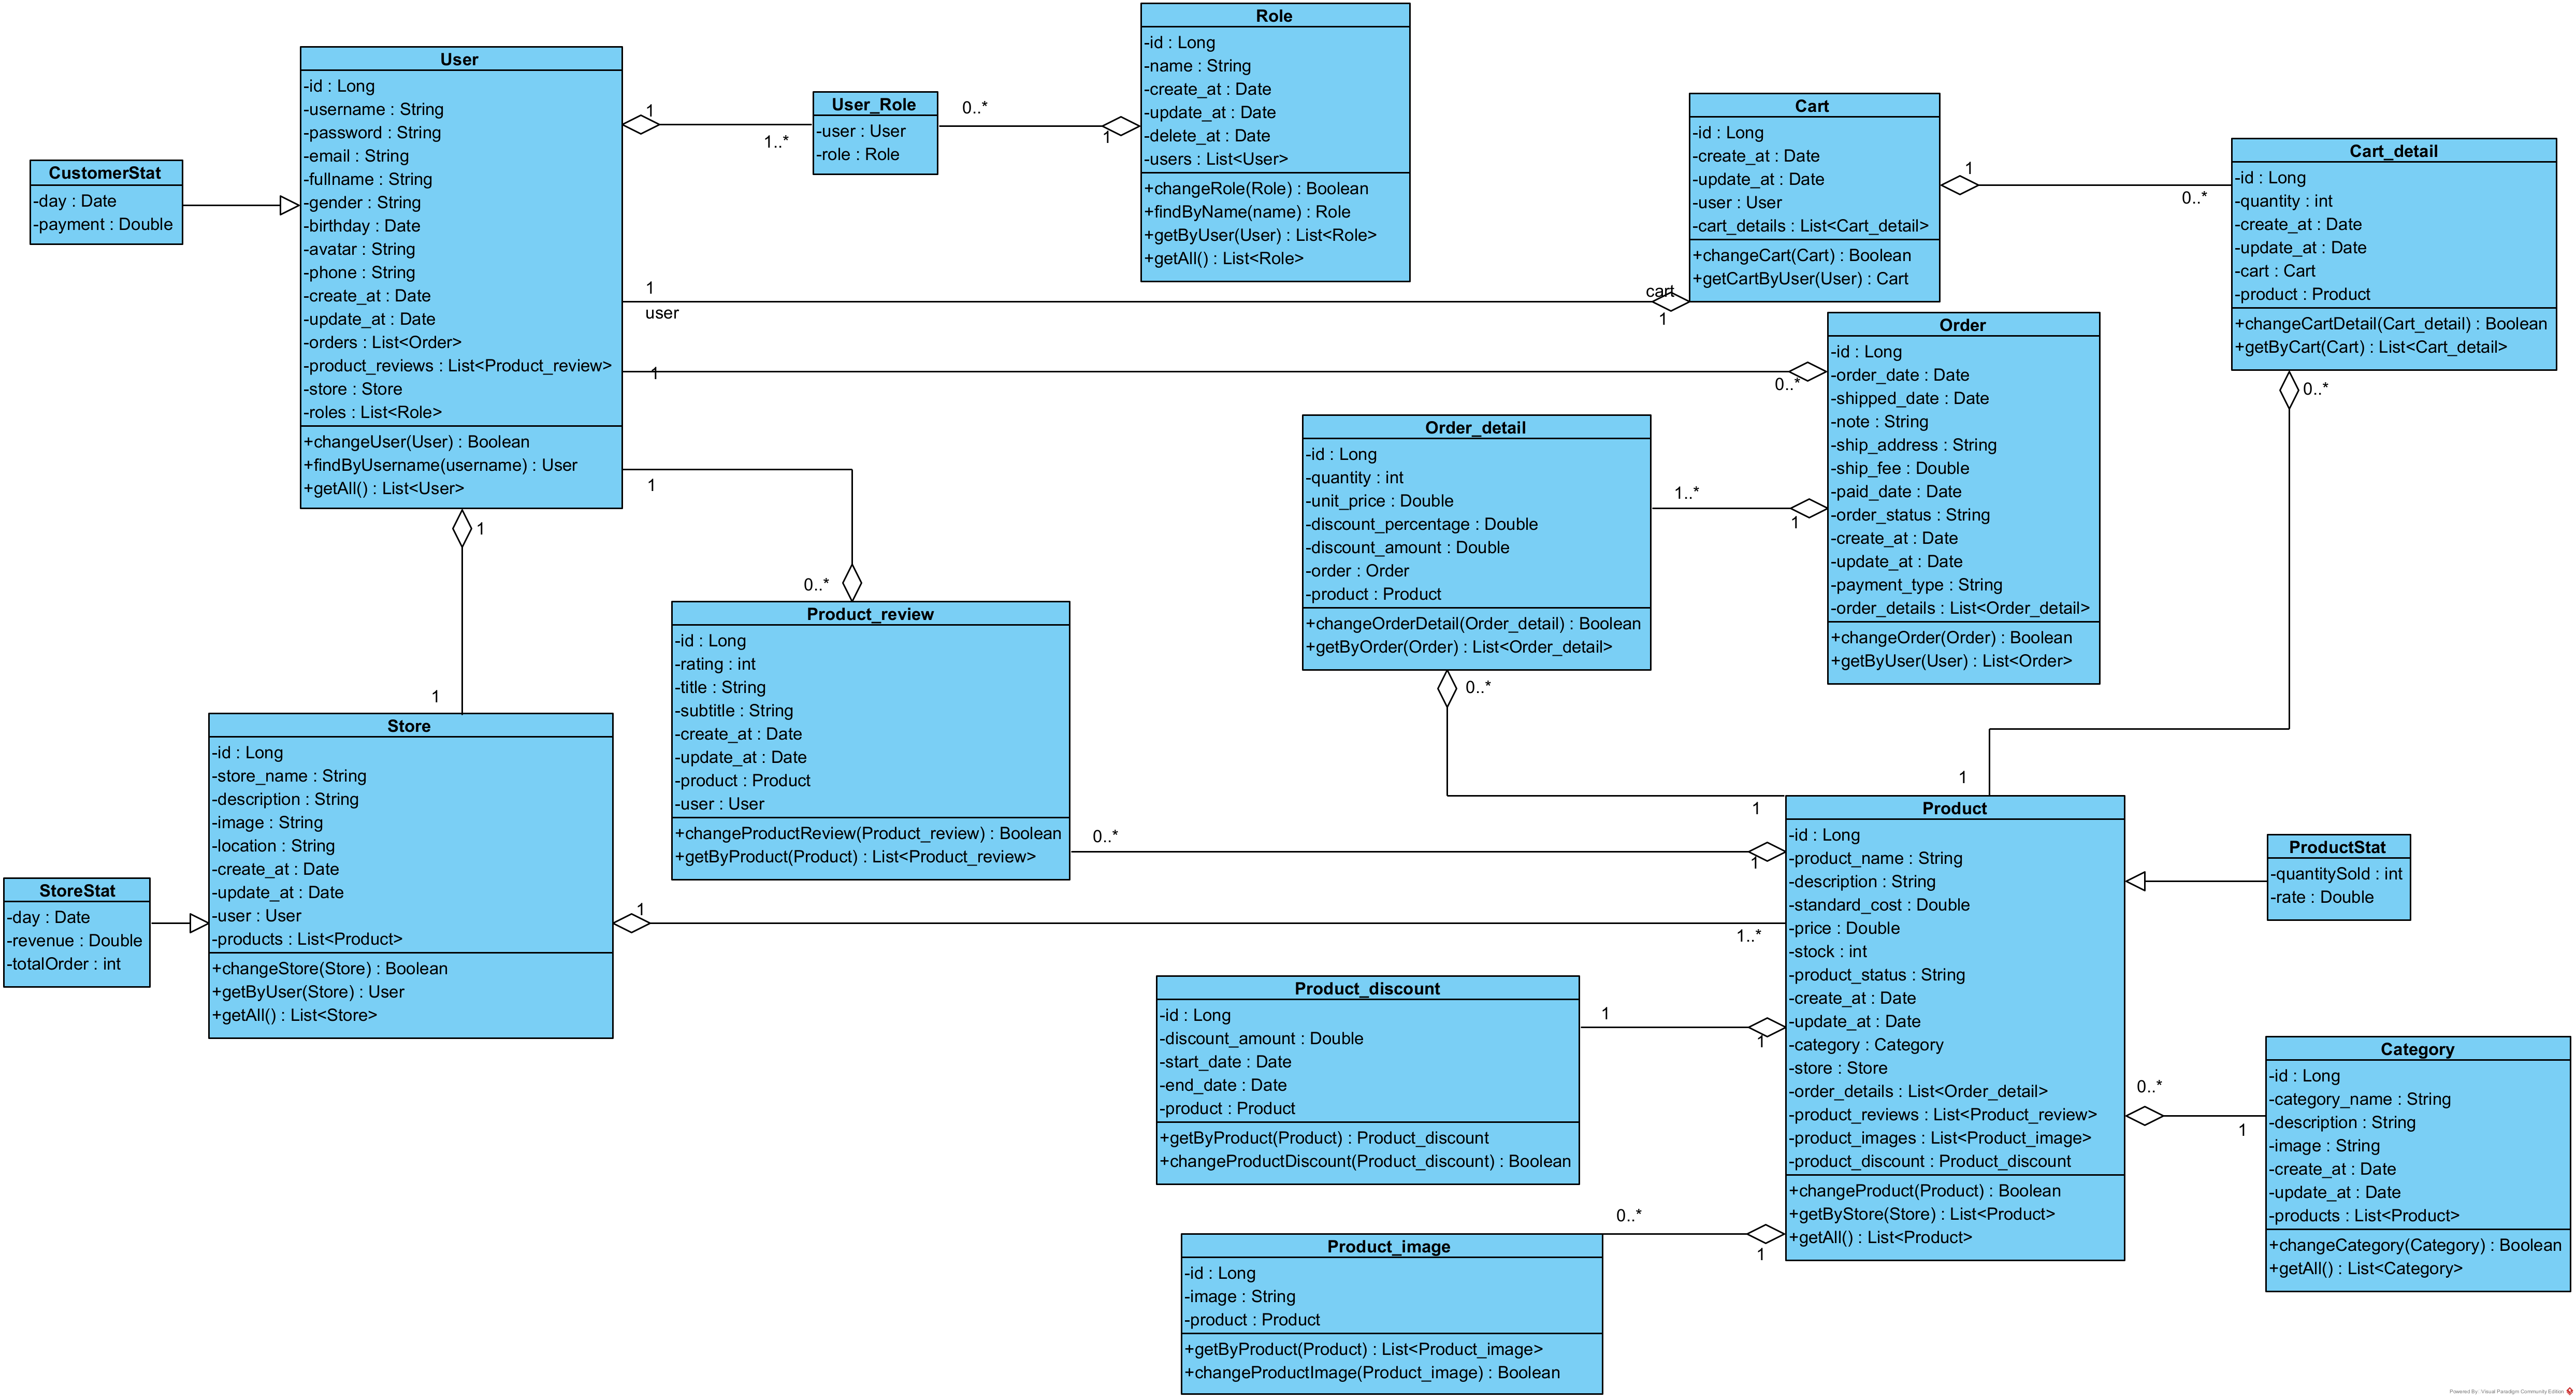 Role
-id : Long
-name : String
-create_at : Date
-update_at : Date
-delete_at : Date
-users : List<User>
+changeRole(Role) : Boolean
+findByName(name) : Role
+getByUser(User) : List<Role>
+getAll() : List<Role>
User
-id : Long
-username : String
-password : String
-email : String
-fullname : String
-gender : String
-birthday : Date
-avatar : String
-phone : String
-create_at : Date
-update_at : Date
-orders : List<Order>
-product_reviews : List<Product_review>
-store : Store
-roles : List<Role>
+changeUser(User) : Boolean
+findByUsername(username) : User
+getAll() : List<User>
1
1..*
User_Role
-user : User
-role : Role
0..*
1
CustomerStat
-day : Date
-payment : Double
Cart
-id : Long
-create_at : Date
-update_at : Date
-user : User
-cart_details : List<Cart_detail>
+changeCart(Cart) : Boolean
+getCartByUser(User) : Cart
1
0..*
Cart_detail
-id : Long
-quantity : int
-create_at : Date
-update_at : Date
-cart : Cart
-product : Product
+changeCartDetail(Cart_detail) : Boolean
+getByCart(Cart) : List<Cart_detail>
1
user
cart
1
1
0..*
Order
-id : Long
-order_date : Date
-shipped_date : Date
-note : String
-ship_address : String
-ship_fee : Double
-paid_date : Date
-order_status : String
-create_at : Date
-update_at : Date
-payment_type : String
-order_details : List<Order_detail>
+changeOrder(Order) : Boolean
+getByUser(User) : List<Order>
0..*
Order_detail
-id : Long
-quantity : int
-unit_price : Double
-discount_percentage : Double
-discount_amount : Double
-order : Order
-product : Product
+changeOrderDetail(Order_detail) : Boolean
+getByOrder(Order) : List<Order_detail>
1..*
1
1
1
0..*
0..*
1
Product_review
-id : Long
-rating : int
-title : String
-subtitle : String
-create_at : Date
-update_at : Date
-product : Product
-user : User
+changeProductReview(Product_review) : Boolean
+getByProduct(Product) : List<Product_review>
0..*
1
Store
-id : Long
-store_name : String
-description : String
-image : String
-location : String
-create_at : Date
-update_at : Date
-user : User
-products : List<Product>
+changeStore(Store) : Boolean
+getByUser(Store) : User
+getAll() : List<Store>
StoreStat
-day : Date
-revenue : Double
-totalOrder : int
1
1..*
1
1
Product
-id : Long
-product_name : String
-description : String
-standard_cost : Double
-price : Double
-stock : int
-product_status : String
-create_at : Date
-update_at : Date
-category : Category
-store : Store
-order_details : List<Order_detail>
-product_reviews : List<Product_review>
-product_images : List<Product_image>
-product_discount : Product_discount
+changeProduct(Product) : Boolean
+getByStore(Store) : List<Product>
+getAll() : List<Product>
ProductStat
-quantitySold : int
-rate : Double
Product_discount
-id : Long
-discount_amount : Double
-start_date : Date
-end_date : Date
-product : Product
+getByProduct(Product) : Product_discount
+changeProductDiscount(Product_discount) : Boolean
1
1
0..*
1
Category
-id : Long
-category_name : String
-description : String
-image : String
-create_at : Date
-update_at : Date
-products : List<Product>
+changeCategory(Category) : Boolean
+getAll() : List<Category>
0..*
1
Product_image
-id : Long
-image : String
-product : Product
+getByProduct(Product) : List<Product_image>
+changeProductImage(Product_image) : Boolean
Powered By Visual Paradigm Community Edition